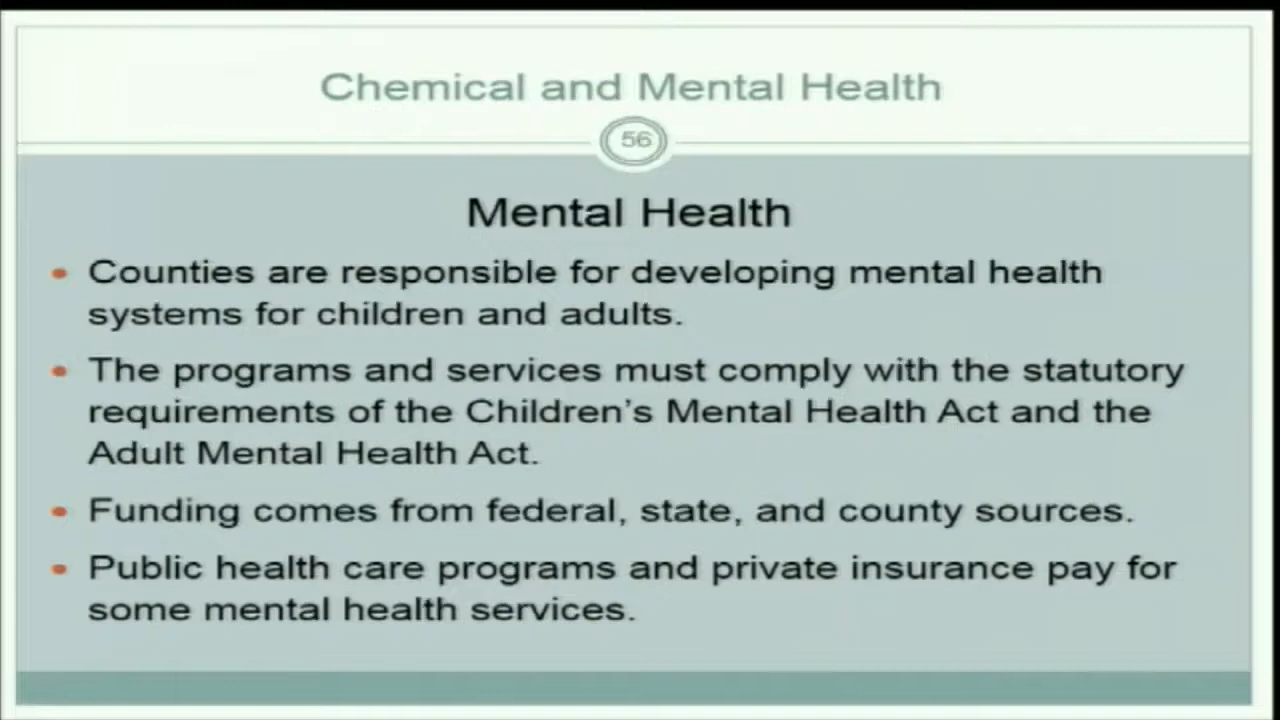 Chemical and Mental Health
56
Mental Health
• Counties are responsible for developing mental health
systems for children and adults.
• The programs and services must comply with the statutory
requirements of the Children’s Mental Health Act and the
Adult Mental Health Act.
• Funding comes from federal, state, and county sources.
• Public health care programs and private insurance pay for
some mental health services.